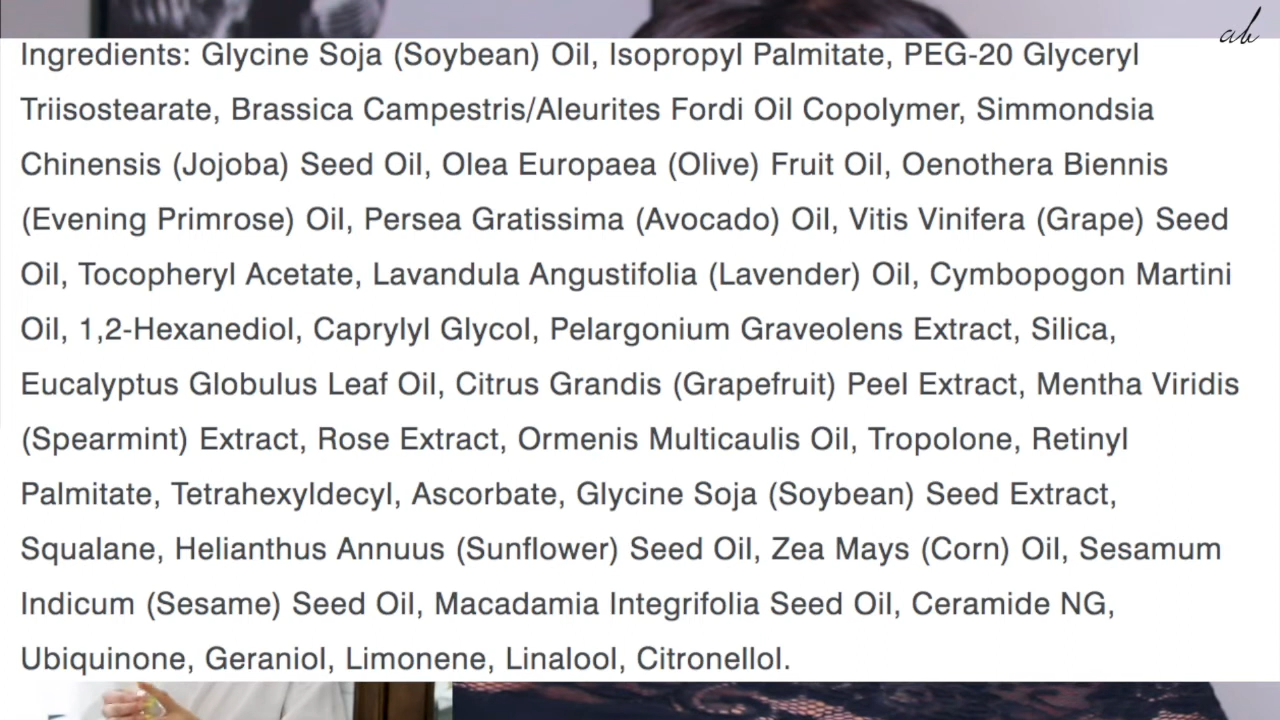 ab
Ingredients: Glycine Soja (Soybean) Oil, Isopropyl Palmitate, PEG-20 Glyceryl
Triisostearate, Brassica Campestris/Aleurites Fordi Oil Copolymer, Simmondsia
Chinensis (Jojoba) Seed Oil, Olea Europaea (Olive) Fruit Oil, Oenothera Biennis
(Evening Primrose) Oil, Persea Gratissima (Avocado) Oil, Vitis Vinifera (Grape) Seed
Oil, Tocopheryl Acetate, Lavandula Angustifolia (Lavender) Oil, Cymbopogon Martini
Oil, 1,2-Hexanediol, Caprylyl Glycol, Pelargonium Graveolens Extract, Silica,
Eucalyptus Globulus Leaf Oil, Citrus Grandis (Grapefruit) Peel Extract, Mentha Viridis
(Spearmint) Extract, Rose Extract, Ormenis Multicaulis Oil, Tropolone, Retinyl
Palmitate, Tetrahexyldecyl, Ascorbate, Glycine Soja (Soybean) Seed Extract,
Squalane, Helianthus Annuus (Sunflower) Seed Oil, Zea Mays (Corn) Oil, Sesamum
Indicum (Sesame) Seed Oil, Macadamia Integrifolia Seed Oil, Ceramide NG,
Ubiquinone, Geraniol, Limonene, Linalool, Citronellol.